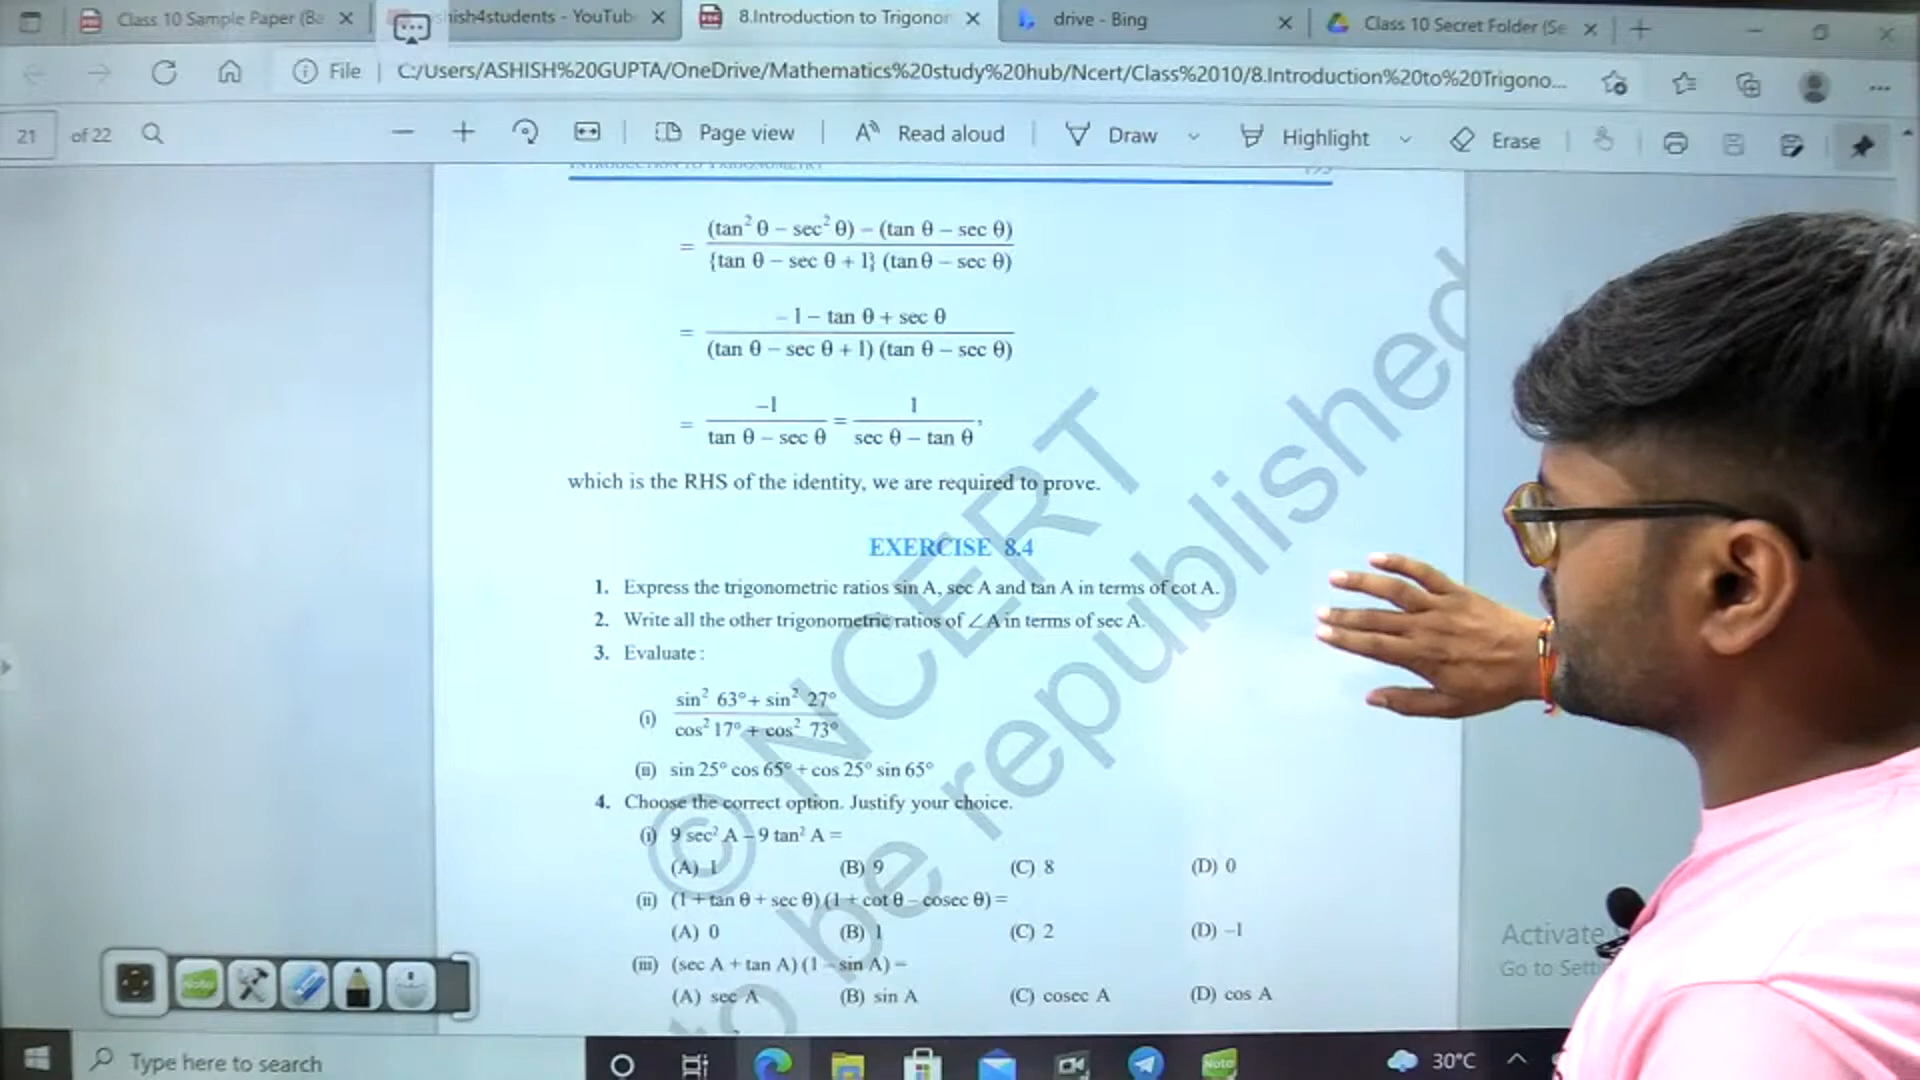 Class 10 Sample Paper (Ba
hish4students - YouTub
8.Introduction to Trigonor
drive - Bing
Class 10 Secret Folder (Se
File
C:/Users/ASHISH%20GUPTA/OneDrive/Mathematics%20study%20hub/Ncert/Class%2010/8.Introduction%20to%20Trigono...
21 of 22
Page view
Read aloud
Draw
Highlight
Erase
INTRODUCTION TO TRIGONOMETRY
= (tan² θ – sec² θ) – (tan θ – sec θ)
{tan θ – sec θ + 1} (tan θ – sec θ)
= – 1 – tan θ + sec θ
(tan θ – sec θ + 1) (tan θ – sec θ)
= –1 / tan θ – sec θ = 1 / sec θ – tan θ ,
which is the RHS of the identity, we are required to prove.
EXERCISE 8.4
1. Express the trigonometric ratios sin A, sec A and tan A in terms of cot A.
2. Write all the other trigonometric ratios of ∠A in terms of sec A.
3. Evaluate :
(i) sin² 63° + sin² 27°
cos² 17° + cos² 73°
(ii) sin 25° cos 65° + cos 25° sin 65°
4. Choose the correct option. Justify your choice.
(i) 9 sec² A – 9 tan² A =
(A) 1 (B) 9 (C) 8 (D) 0
(ii) (1 + tan θ + sec θ) (1 + cot θ – cosec θ) =
(A) 0 (B) 1 (C) 2 (D) –1
(iii) (sec A + tan A) (1 – sin A) =
(A) sec A (B) sin A (C) cosec A (D) cos A
© NCERT
to be republished
Activate
Go to Setti
Note
Type here to search
Note
30°C